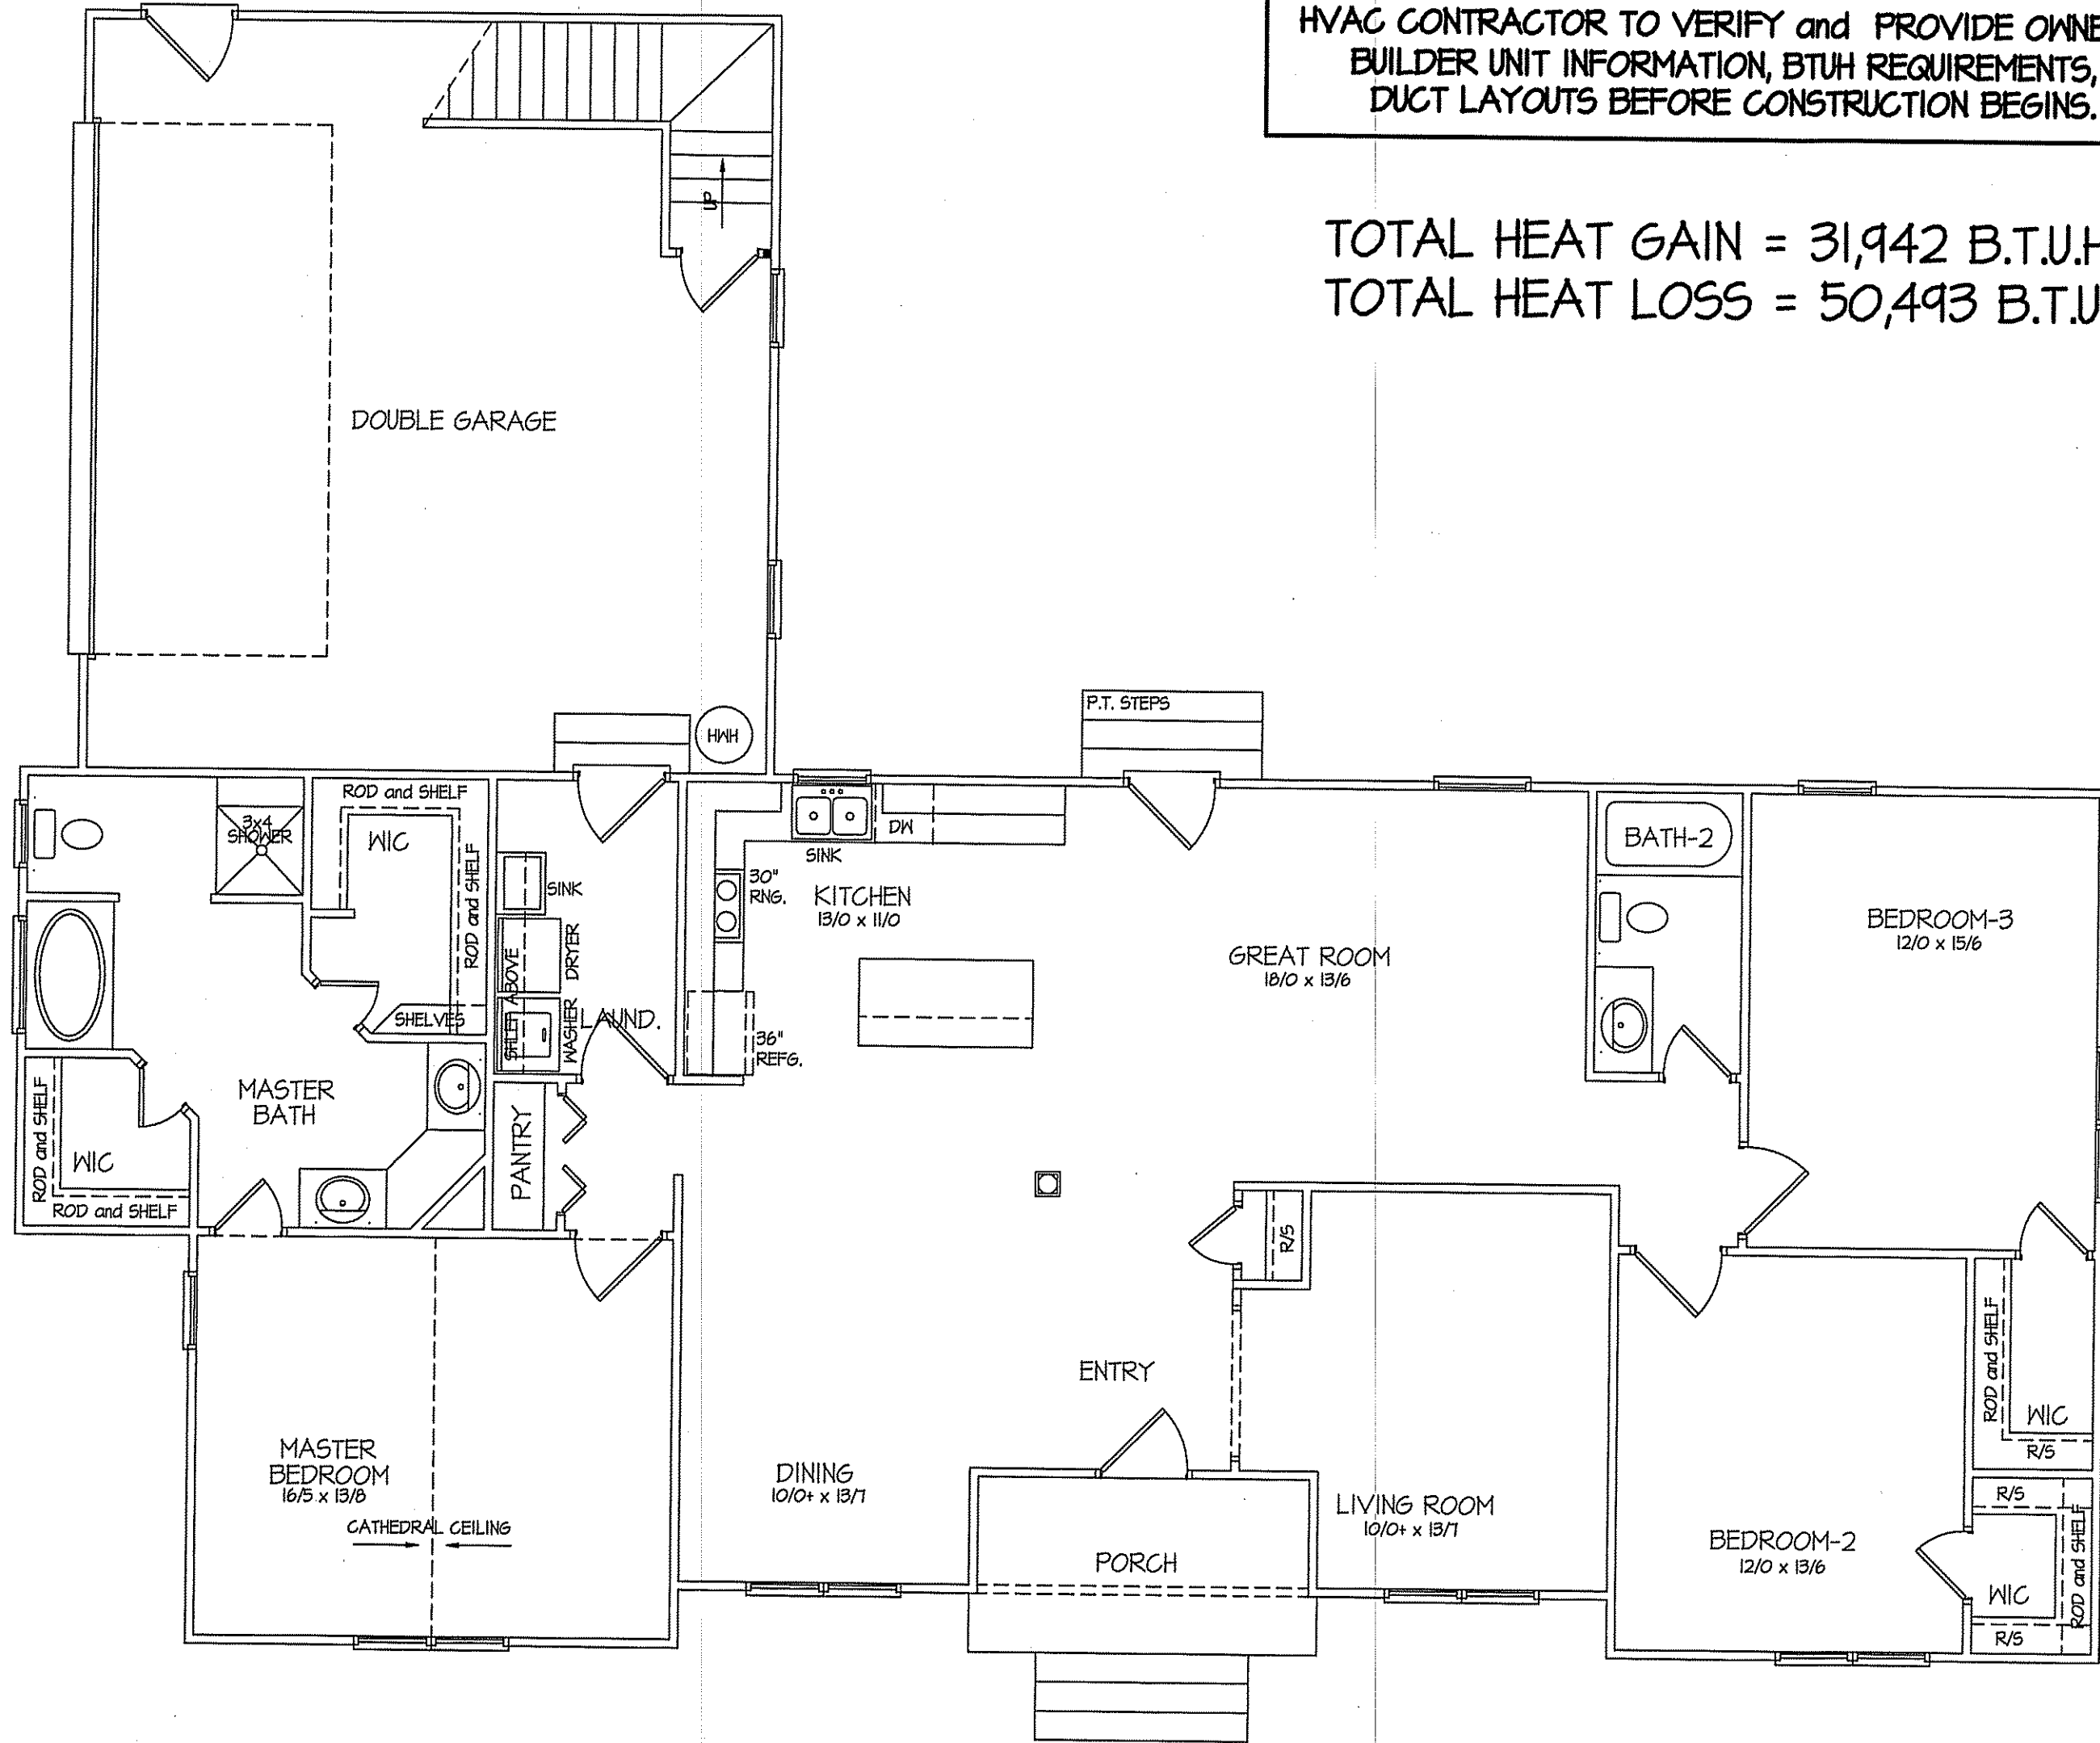 HVAC CONTRACTOR TO VERIFY and PROVIDE OWNE
BUILDER UNIT INFORMATION, BTUH REQUIREMENTS,
DUCT LAYOUTS BEFORE CONSTRUCTION BEGINS.
TOTAL HEAT GAIN = 31,942 B.T.U.H
TOTAL HEAT LOSS = 50,493 B.T.U
UP
DOUBLE GARAGE
HWH
P.T. STEPS
3x4
SHOWER
ROD and SHELF
WIC
ROD and SHELF
SHELVES
SINK
DRYER
SHELF ABOVE
WASHER
LAUND.
SINK
DW
30"
RNG.
KITCHEN
13/0 x 11/0
36"
REFG.
GREAT ROOM
18/0 x 13/6
BATH-2
BEDROOM-3
12/0 x 15/6
MASTER
BATH
ROD and SHELF
WIC
ROD and SHELF
PANTRY
R/S
ENTRY
MASTER
BEDROOM
16/5 x 13/8
CATHEDRAL CEILING
DINING
10/0+ x 13/7
PORCH
LIVING ROOM
10/0+ x 13/7
BEDROOM-2
12/0 x 13/6
ROD and SHELF
WIC
R/S
R/S
ROD and SHELF
WIC
R/S